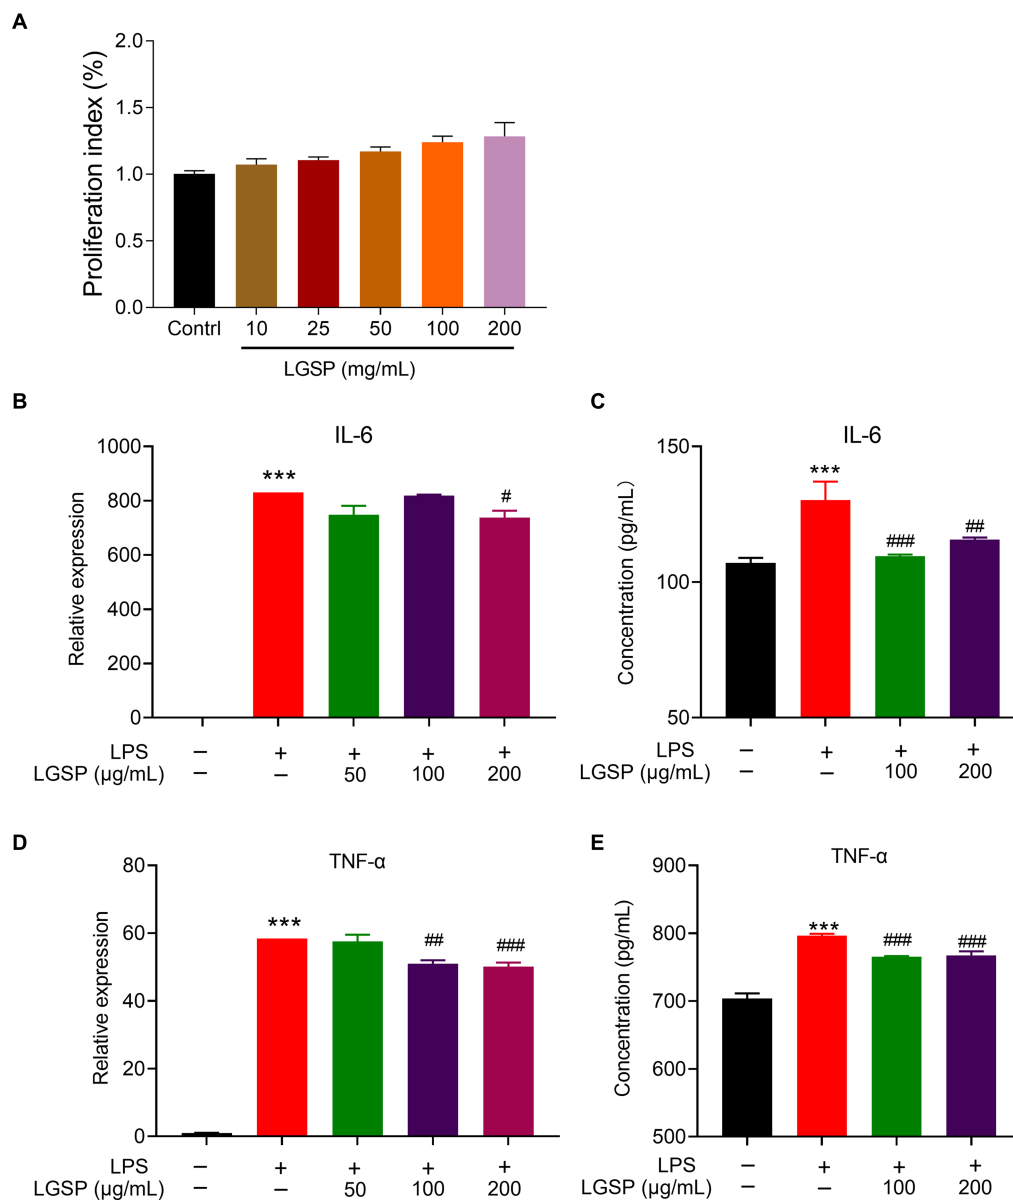 A
Proliferation index (%)
2.0
1.5
1.0
0.5
0.0
Contrl 10 25 50 100 200
LGSP (mg/mL)
B
IL-6
Relative expression
1000
800
600
400
200
0
***
#
LPS – + + + +
LGSP (μg/mL) – – 50 100 200
C
IL-6
Concentration (pg/mL)
150
100
50
***
###
##
LPS – + + +
LGSP (μg/mL) – – 100 200
D
TNF-α
Relative expression
80
60
40
20
0
***
##
###
LPS – + + + +
LGSP (μg/mL) – – 50 100 200
E
TNF-α
Concentration (pg/mL)
900
800
700
600
500
***
###
###
LPS – + + +
LGSP (μg/mL) – – 100 200